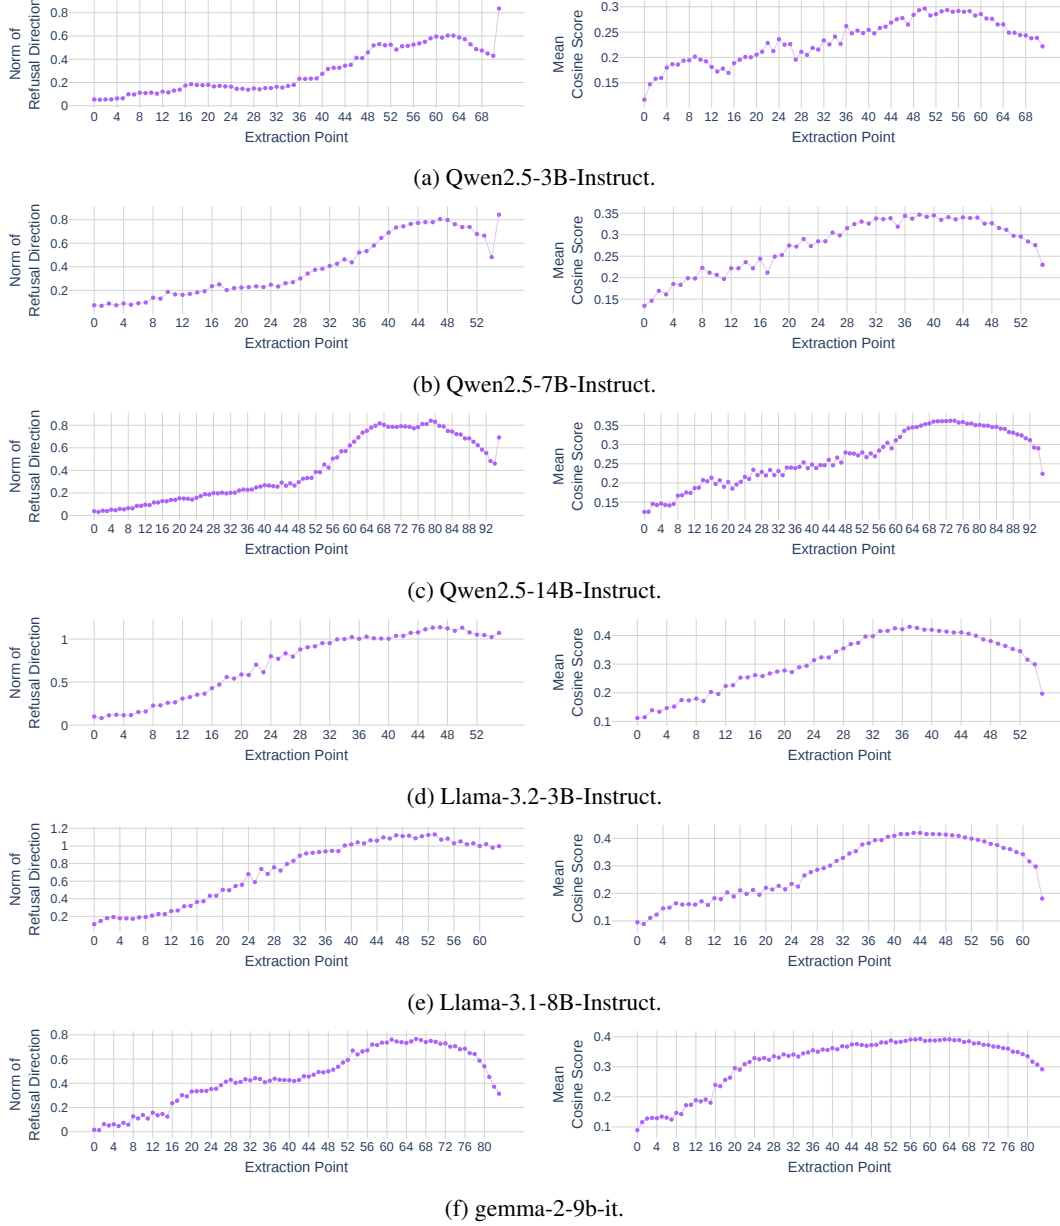 Norm of
Refusal Direction
0.8
0.6
0.4
0.2
0
0 4 8 12 16 20 24 28 32 36 40 44 48 52 56 60 64 68
Extraction Point
Mean
Cosine Score
0.3
0.25
0.2
0.15
0 4 8 12 16 20 24 28 32 36 40 44 48 52 56 60 64 68
Extraction Point
(a) Qwen2.5-3B-Instruct.
Norm of
Refusal Direction
0.8
0.6
0.4
0.2
0 4 8 12 16 20 24 28 32 36 40 44 48 52
Extraction Point
Mean
Cosine Score
0.35
0.3
0.25
0.2
0.15
0 4 8 12 16 20 24 28 32 36 40 44 48 52
Extraction Point
(b) Qwen2.5-7B-Instruct.
Norm of
Refusal Direction
0.8
0.6
0.4
0.2
0
0 4 8 12 16 20 24 28 32 36 40 44 48 52 56 60 64 68 72 76 80 84 88 92
Extraction Point
Mean
Cosine Score
0.35
0.3
0.25
0.2
0.15
0 4 8 12 16 20 24 28 32 36 40 44 48 52 56 60 64 68 72 76 80 84 88 92
Extraction Point
(c) Qwen2.5-14B-Instruct.
Norm of
Refusal Direction
1
0.5
0
0 4 8 12 16 20 24 28 32 36 40 44 48 52
Extraction Point
Mean
Cosine Score
0.4
0.3
0.2
0.1
0 4 8 12 16 20 24 28 32 36 40 44 48 52
Extraction Point
(d) Llama-3.2-3B-Instruct.
Norm of
Refusal Direction
1.2
1
0.8
0.6
0.4
0.2
0 4 8 12 16 20 24 28 32 36 40 44 48 52 56 60
Extraction Point
Mean
Cosine Score
0.4
0.3
0.2
0.1
0 4 8 12 16 20 24 28 32 36 40 44 48 52 56 60
Extraction Point
(e) Llama-3.1-8B-Instruct.
Norm of
Refusal Direction
0.8
0.6
0.4
0.2
0
0 4 8 12 16 20 24 28 32 36 40 44 48 52 56 60 64 68 72 76 80
Extraction Point
Mean
Cosine Score
0.4
0.3
0.2
0.1
0 4 8 12 16 20 24 28 32 36 40 44 48 52 56 60 64 68 72 76 80
Extraction Point
(f) gemma-2-9b-it.